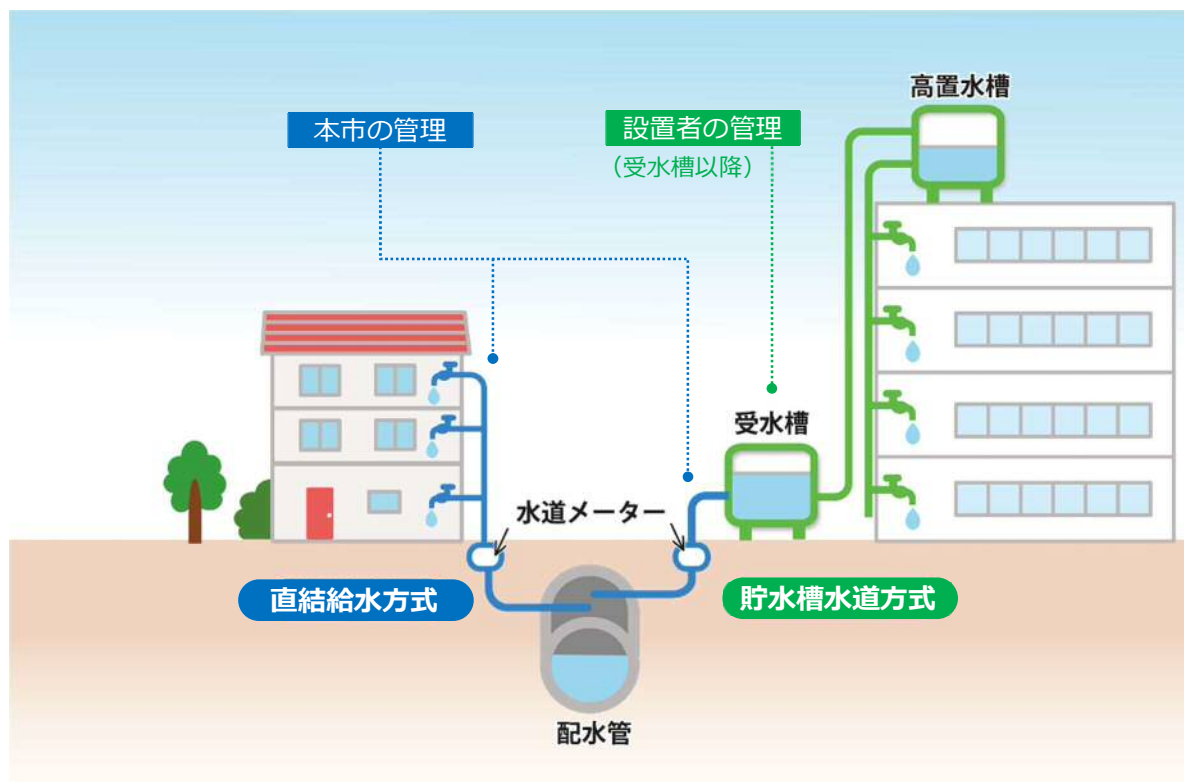 高置水槽
本市の管理
設置者の管理
（受水槽以降）
受水槽
水道メーター
直結給水方式
貯水槽水道方式
配水管